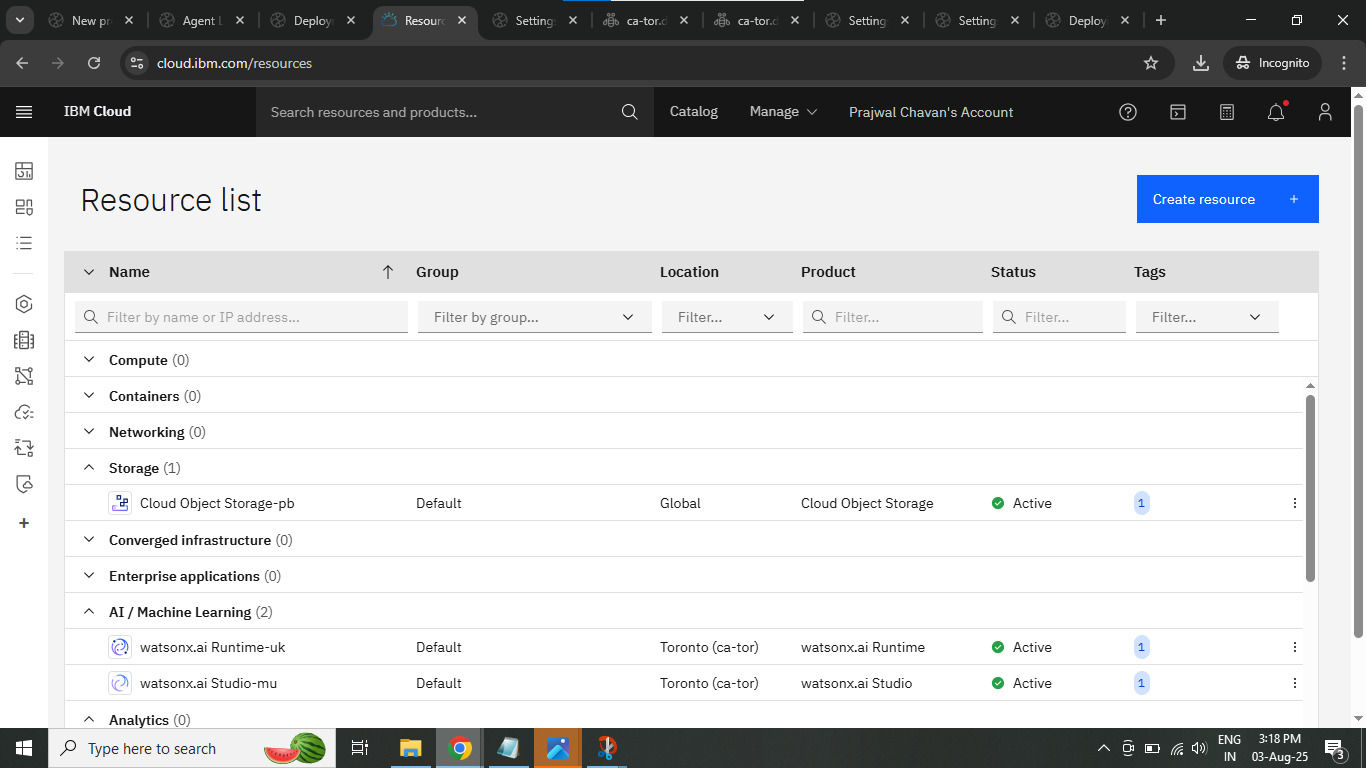 New pr
Agent L
Deploy
Resourc
Setting
ca-tor.d
ca-tor.d
Setting
Setting
Deploy
cloud.ibm.com/resources
Incognito
IBM Cloud
Search resources and products...
Catalog
Manage
Prajwal Chavan's Account
Resource list
Create resource +
Name
Group
Location
Product
Status
Tags
Filter by name or IP address...
Filter by group...
Filter...
Filter...
Filter...
Filter...
Compute (0)
Containers (0)
Networking (0)
Storage (1)
Cloud Object Storage-pb Default Global Cloud Object Storage Active 1
Converged infrastructure (0)
Enterprise applications (0)
AI / Machine Learning (2)
watsonx.ai Runtime-uk Default Toronto (ca-tor) watsonx.ai Runtime Active 1
watsonx.ai Studio-mu Default Toronto (ca-tor) watsonx.ai Studio Active 1
Analytics (0)
Type here to search
ENG
IN
3:18 PM
03-Aug-25
3